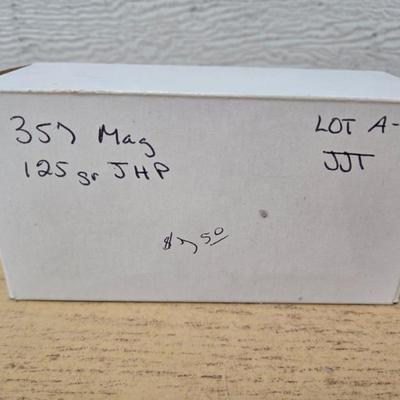 357 Mag
125 gr JHP
LOT A-
JJT
$7.50